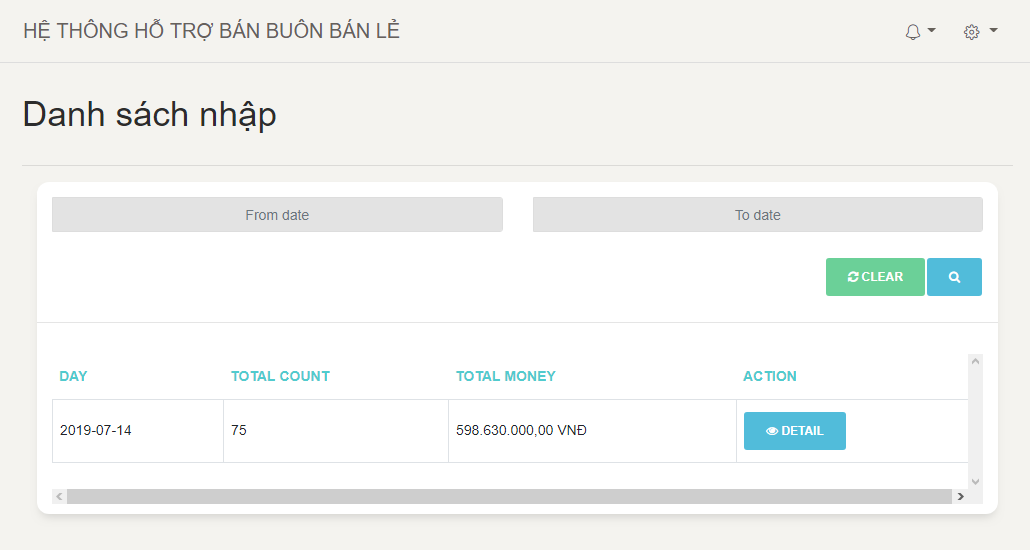 HỆ THÔNG HỖ TRỢ BÁN BUÔN BÁN LẺ
Danh sách nhập
From date To date
CLEAR
DAY TOTAL COUNT TOTAL MONEY ACTION
2019-07-14 75 598.630.000,00 VNĐ DETAIL